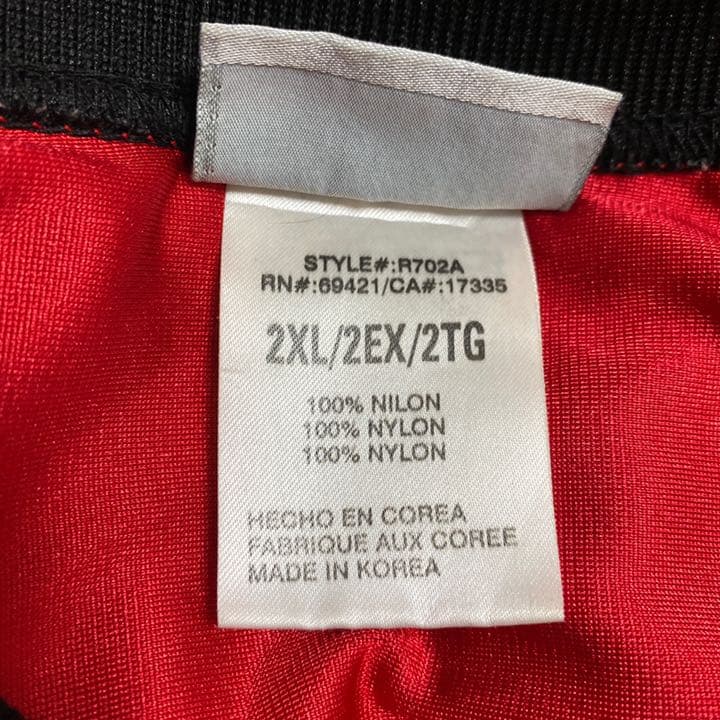 STYLE#:R702A
RN#:69421/CA#:17335
2XL/2EX/2TG
100% NILON
100% NYLON
100% NYLON
HECHO EN COREA
FABRIQUE AUX COREE
MADE IN KOREA